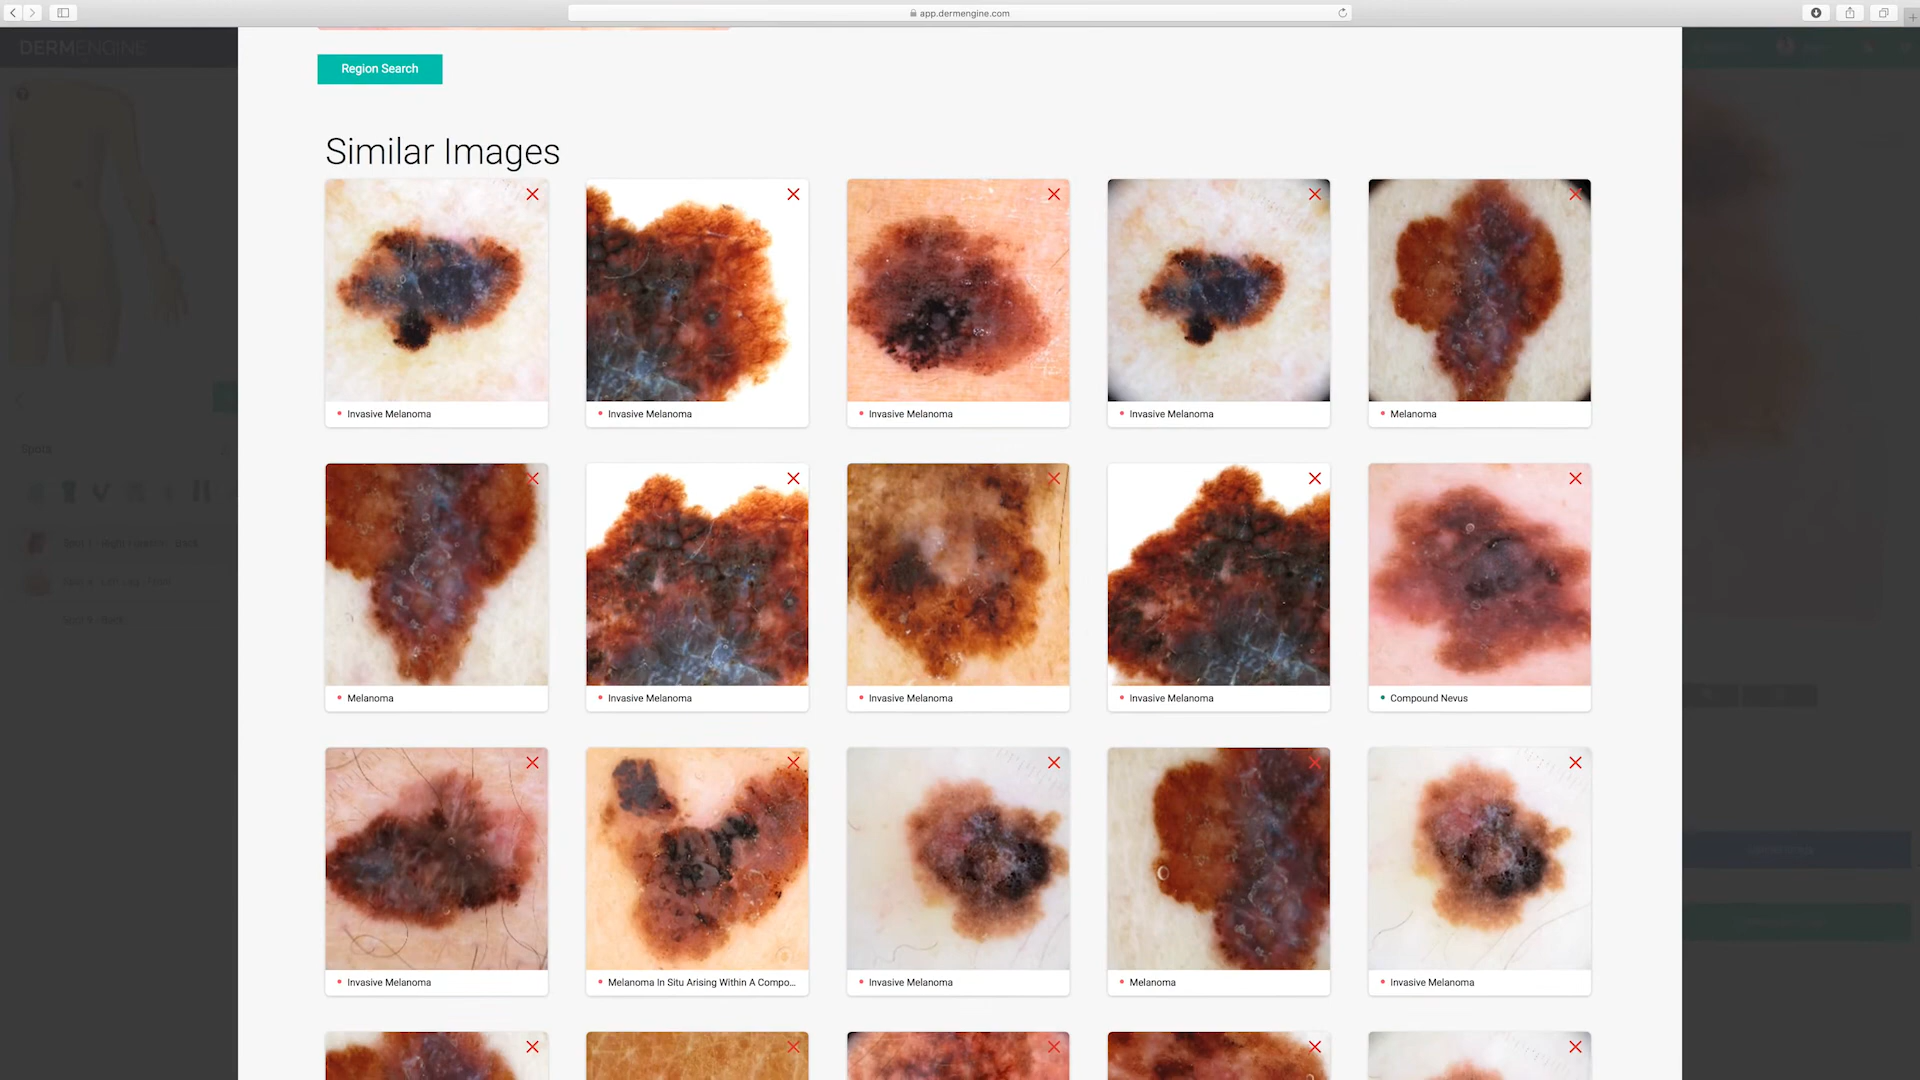 app.dermengine.com
DERMENGINE
Region Search
Similar Images
Invasive Melanoma
Invasive Melanoma
Invasive Melanoma
Invasive Melanoma
Melanoma
Melanoma
Invasive Melanoma
Invasive Melanoma
Invasive Melanoma
Compound Nevus
Invasive Melanoma
Melanoma In Situ Arising Within A Compo...
Invasive Melanoma
Melanoma
Invasive Melanoma
Spots